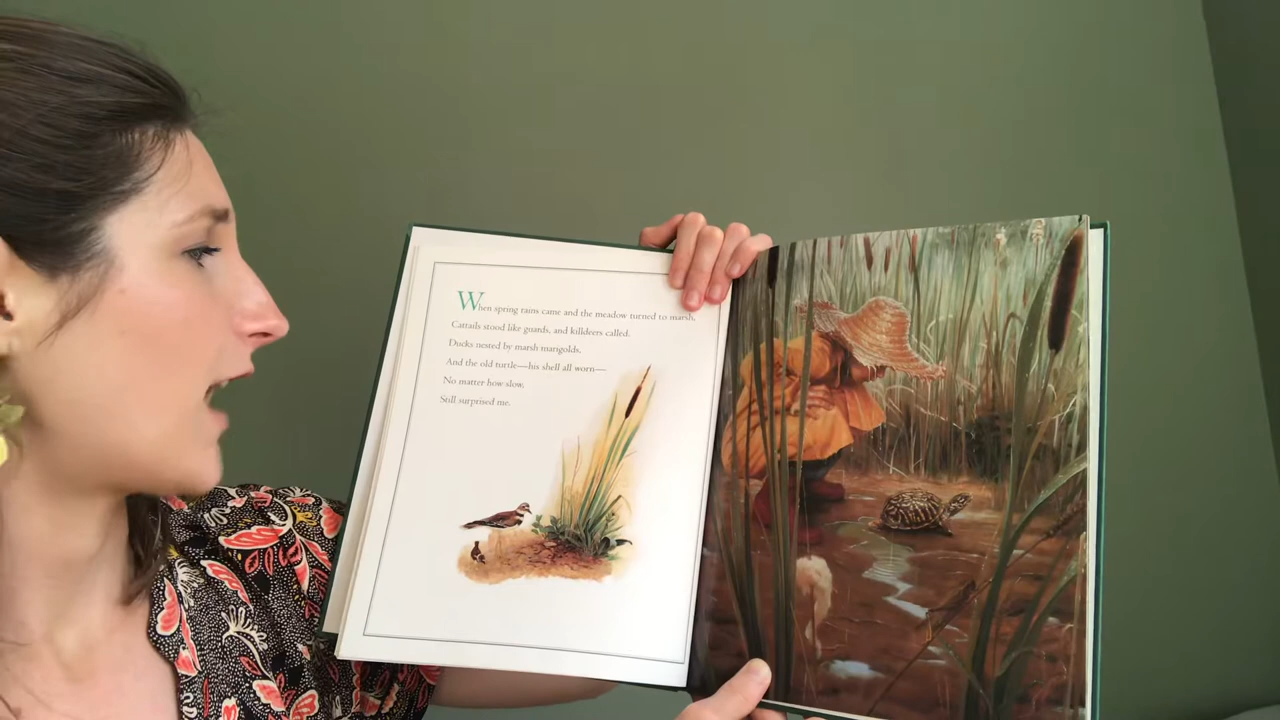 When spring rains came and the meadow turned to marsh,
Cattails stood like guards, and killdeers called.
Ducks nested by marsh marigolds,
And the old turtle—his shell all worn—
No matter how slow,
Still surprised me.